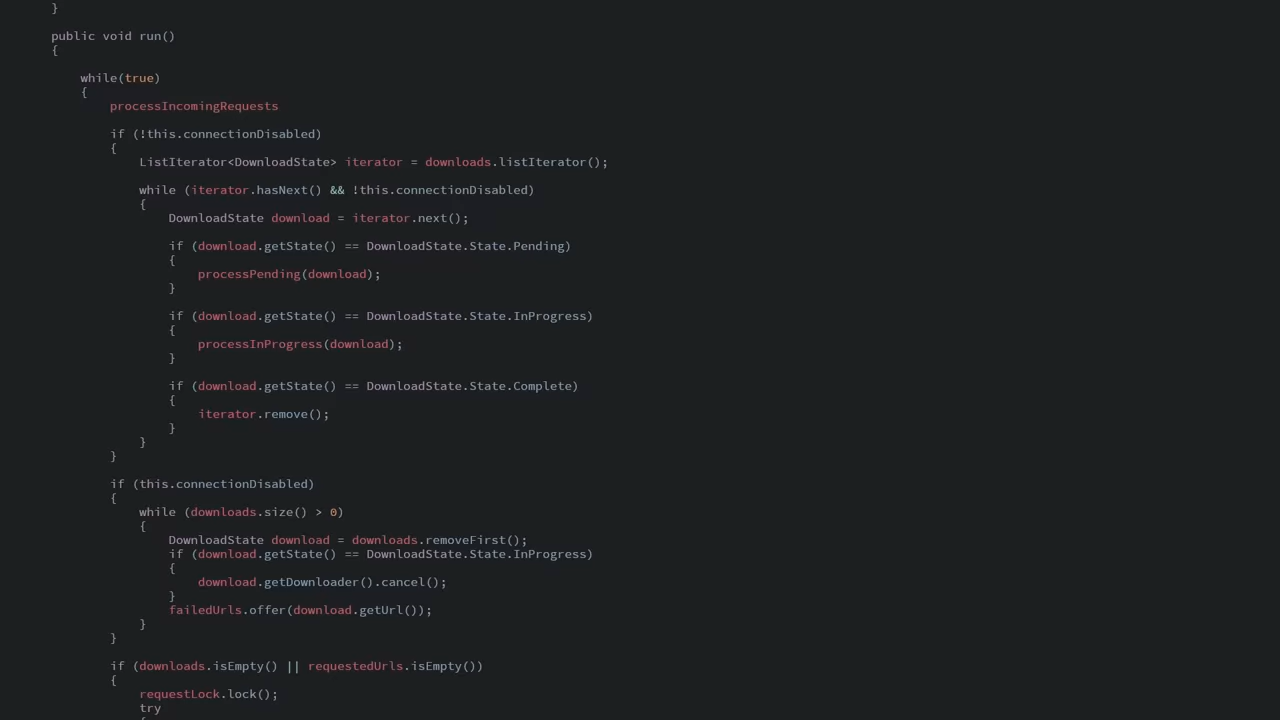 }
public void run()
{
while(true)
{
processIncomingRequests
if (!this.connectionDisabled)
{
ListIterator<DownloadState> iterator = downloads.listIterator();
while (iterator.hasNext() && !this.connectionDisabled)
{
DownloadState download = iterator.next();
if (download.getState() == DownloadState.State.Pending)
{
processPending(download);
}
if (download.getState() == DownloadState.State.InProgress)
{
processInProgress(download);
}
if (download.getState() == DownloadState.State.Complete)
{
iterator.remove();
}
}
}
if (this.connectionDisabled)
{
while (downloads.size() > 0)
{
DownloadState download = downloads.removeFirst();
if (download.getState() == DownloadState.State.InProgress)
{
download.getDownloader().cancel();
}
failedUrls.offer(download.getUrl());
}
}
if (downloads.isEmpty() || requestedUrls.isEmpty())
{
requestLock.lock();
try
{